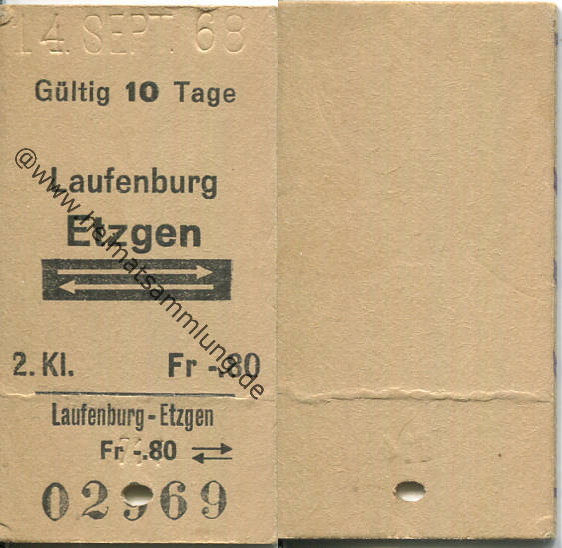 14. SEPT. 68
Gültig 10 Tage
Laufenburg
Etzgen
2. Kl. Fr -.80
Laufenburg - Etzgen
Fr -.80
02969
@www.heimatsammlung.de